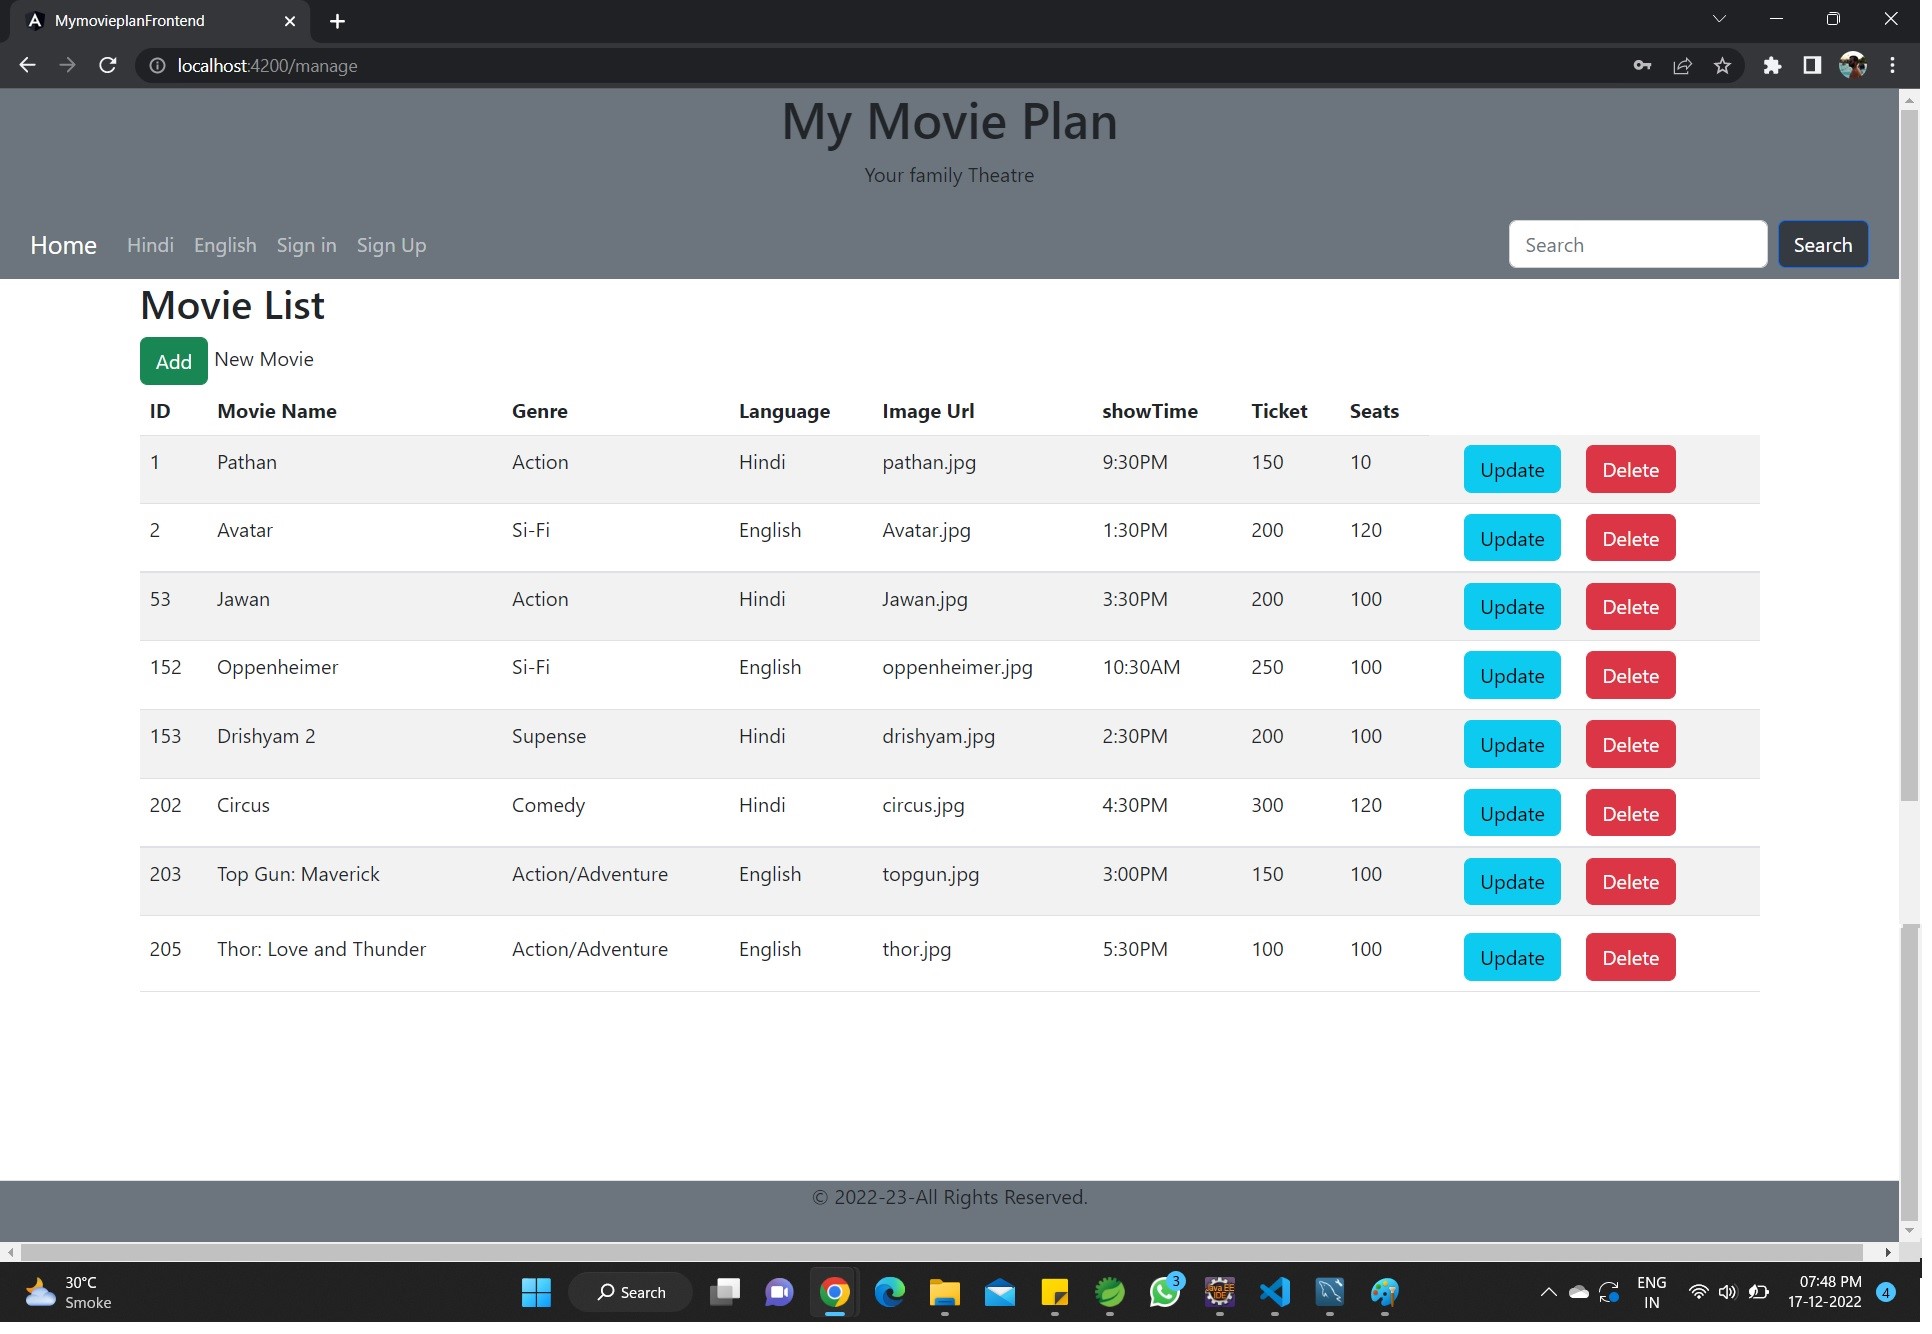 MymovieplanFrontend
localhost:4200/manage
My Movie Plan
Your family Theatre
Home Hindi English Sign in Sign Up Search Search
Movie List
Add New Movie
ID Movie Name Genre Language Image Url showTime Ticket Seats
1 Pathan Action Hindi pathan.jpg 9:30PM 150 10 Update Delete
2 Avatar Si-Fi English Avatar.jpg 1:30PM 200 120 Update Delete
53 Jawan Action Hindi Jawan.jpg 3:30PM 200 100 Update Delete
152 Oppenheimer Si-Fi English oppenheimer.jpg 10:30AM 250 100 Update Delete
153 Drishyam 2 Supense Hindi drishyam.jpg 2:30PM 200 100 Update Delete
202 Circus Comedy Hindi circus.jpg 4:30PM 300 120 Update Delete
203 Top Gun: Maverick Action/Adventure English topgun.jpg 3:00PM 150 100 Update Delete
205 Thor: Love and Thunder Action/Adventure English thor.jpg 5:30PM 100 100 Update Delete
© 2022-23-All Rights Reserved.
30°C
Smoke
Search
3
Java EE
IDE
ENG
IN
07:48 PM
17-12-2022
4